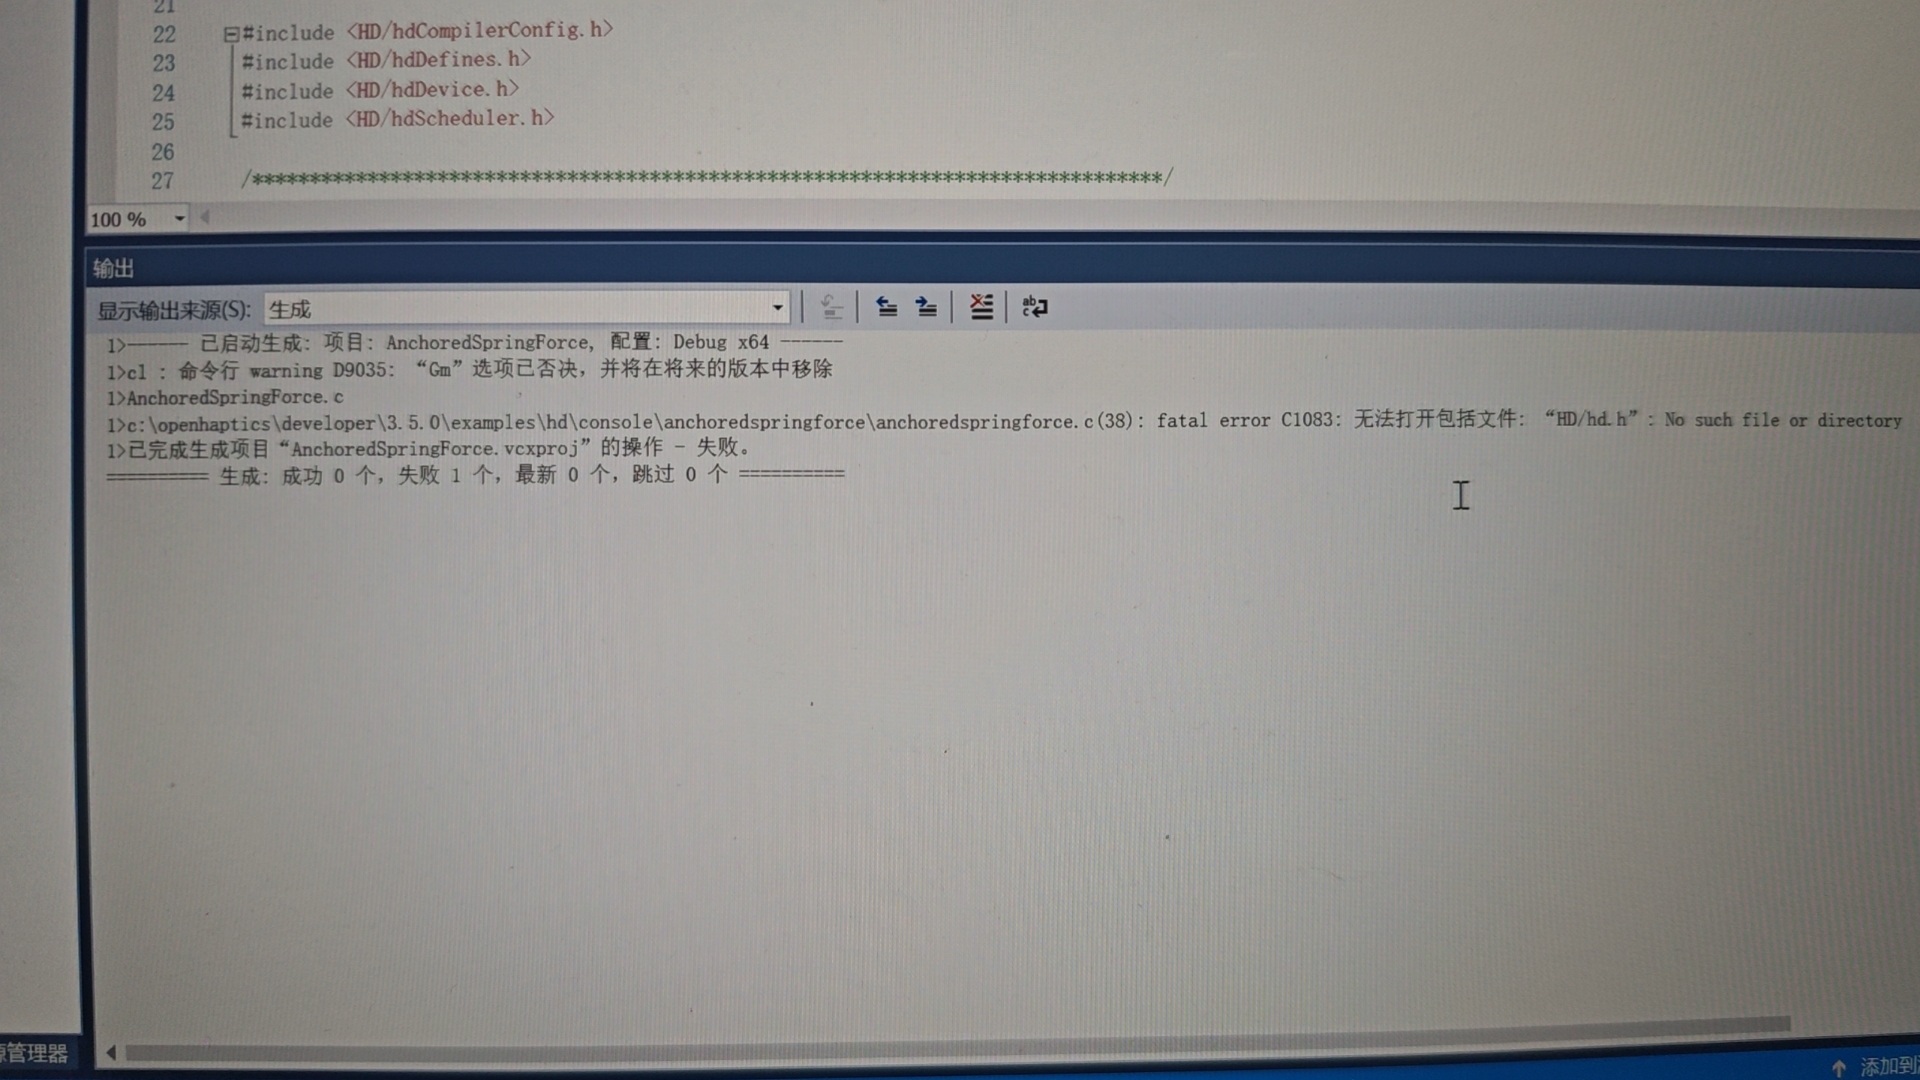 21
22 #include <HD/hdCompilerConfig.h>
23 #include <HD/hdDefines.h>
24 #include <HD/hdDevice.h>
25 #include <HD/hdScheduler.h>
26
27 /*******************************************************************************/
100 %
输出
显示输出来源(S): 生成
1>------ 已启动生成: 项目: AnchoredSpringForce, 配置: Debug x64 ------
1>cl : 命令行 warning D9035: “Gm”选项已否决，并将在将来的版本中移除
1>AnchoredSpringForce.c
1>c:\openhaptics\developer\3.5.0\examples\hd\console\anchoredspringforce\anchoredspringforce.c(38): fatal error C1083: 无法打开包括文件: “HD/hd.h”: No such file or directory
1>已完成生成项目“AnchoredSpringForce.vcxproj”的操作 - 失败。
========== 生成: 成功 0 个，失败 1 个，最新 0 个，跳过 0 个 ==========
源管理器
添加到